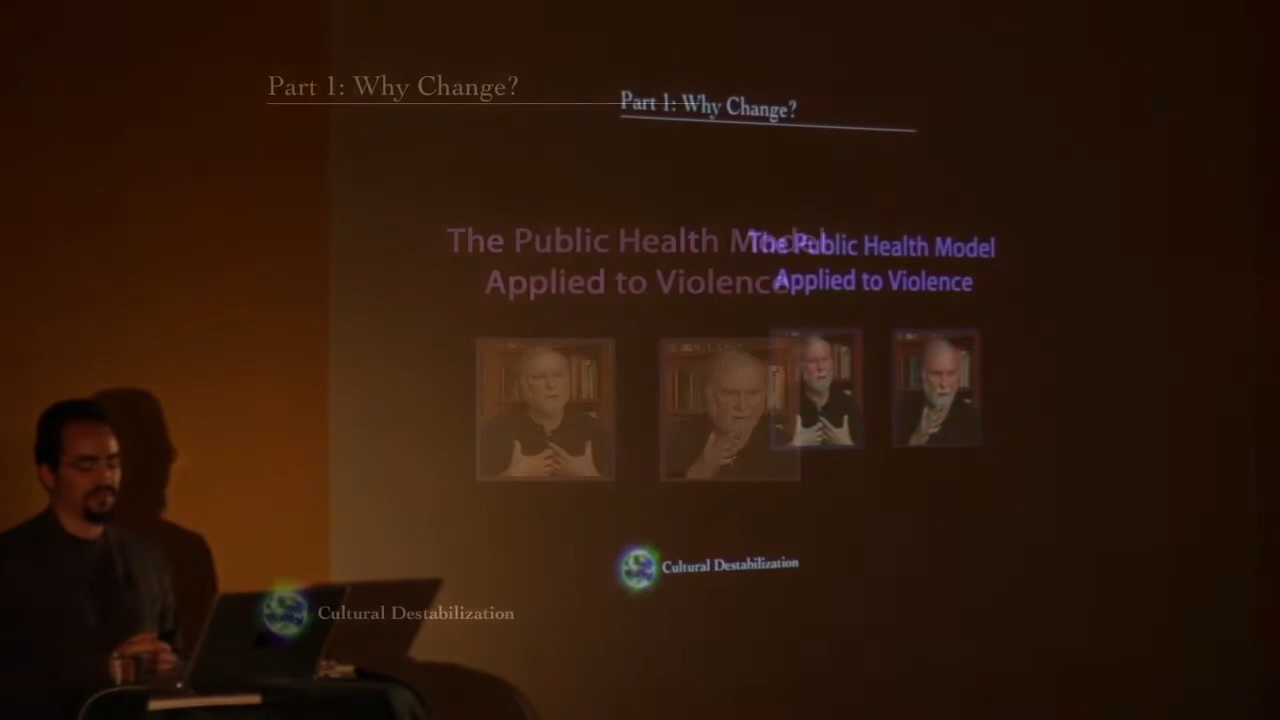 Part 1: Why Change?
Part 1: Why Change?
The Public Health Model
Applied to Violence
The Public Health Model
Applied to Violence
Cultural Destabilization
Cultural Destabilization